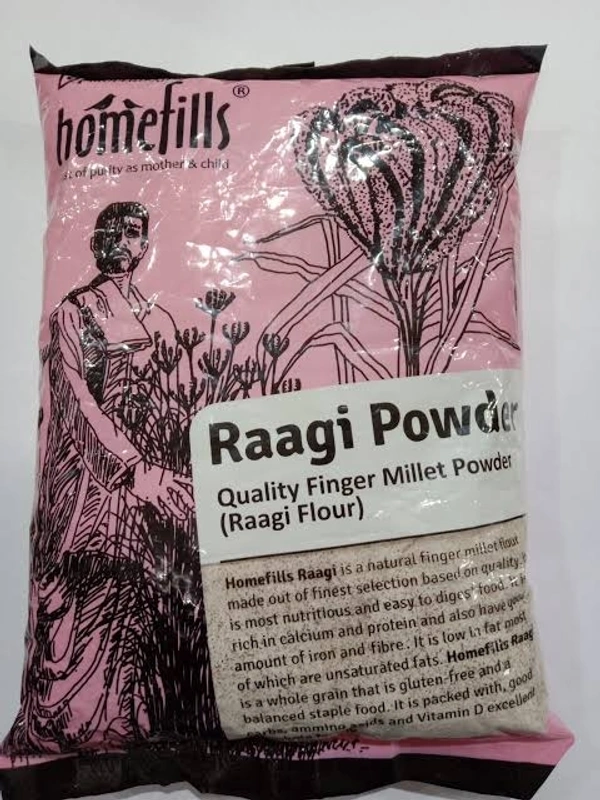 homefills®
of purity as mother & child
Raagi Powder
Quality Finger Millet Powder
(Raagi Flour)
Homefills Raagi is a natural finger millet flour
made out of finest selection based on quality.
is most nutritious and easy to digest food. It is
rich in calcium and protein and also have good
amount of iron and fibre. It is low in fat most
of which are unsaturated fats. Homefills Raagi
is a whole grain that is gluten-free and a
balanced staple food. It is packed with, good
carbs, ammino acids and Vitamin D excellent